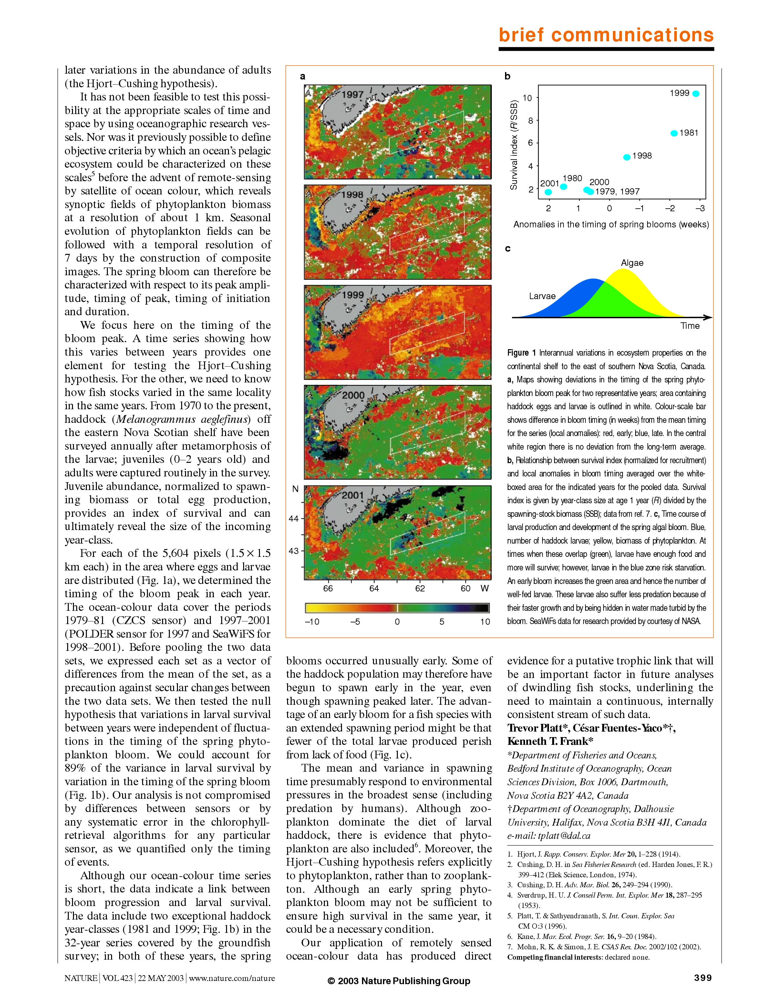 brief communications
later variations in the abundance of adults
(the Hjort–Cushing hypothesis).
It has not been feasible to test this possi-
bility at the appropriate scales of time and
space by using oceanographic research ves-
sels. Nor was it previously possible to define
objective criteria by which an ocean's pelagic
ecosystem could be characterized on these
scales5 before the advent of remote-sensing
by satellite of ocean colour, which reveals
synoptic fields of phytoplankton biomass
at a resolution of about 1 km. Seasonal
evolution of phytoplankton fields can be
followed with a temporal resolution of
7 days by the construction of composite
images. The spring bloom can therefore be
characterized with respect to its peak ampli-
tude, timing of peak, timing of initiation
and duration.
We focus here on the timing of the
bloom peak. A time series showing how
this varies between years provides one
element for testing the Hjort–Cushing
hypothesis. For the other, we need to know
how fish stocks varied in the same locality
in the same years. From 1970 to the present,
haddock (Melanogrammus aeglefinus) off
the eastern Nova Scotian shelf have been
surveyed annually after metamorphosis of
the larvae; juveniles (0–2 years old) and
adults were captured routinely in the survey.
Juvenile abundance, normalized to spawn-
ing biomass or total egg production,
provides an index of survival and can
ultimately reveal the size of the incoming
year-class.
For each of the 5,604 pixels (1.5 × 1.5
km each) in the area where eggs and larvae
are distributed (Fig. 1a), we determined the
timing of the bloom peak in each year.
The ocean-colour data cover the periods
1979–81 (CZCS sensor) and 1997–2001
(POLDER sensor for 1997 and SeaWiFS for
1998–2001). Before pooling the two data
sets, we expressed each set as a vector of
differences from the mean of the set, as a
precaution against secular changes between
the two data sets. We then tested the null
hypothesis that variations in larval survival
between years were independent of fluctua-
tions in the timing of the spring phyto-
plankton bloom. We could account for
89% of the variance in larval survival by
variation in the timing of the spring bloom
(Fig. 1b). Our analysis is not compromised
by differences between sensors or by
any systematic error in the chlorophyll-
retrieval algorithms for any particular
sensor, as we quantified only the timing
of events.
Although our ocean-colour time series
is short, the data indicate a link between
bloom progression and larval survival.
The data include two exceptional haddock
year-classes (1981 and 1999; Fig. 1b) in the
32-year series covered by the groundfish
survey; in both of these years, the spring
a
1997
1998
1999
2000
N
2001
44
43
66 64 62 60 W
–10 –5 0 5 10
b
Survival index (R/SSB)
10
8
6
4
2
1999
1981
1998
2001
1980
2000
1979, 1997
2 1 0 –1 –2 –3
Anomalies in the timing of spring blooms (weeks)
c
Algae
Larvae
Time
Figure 1 Interannual variations in ecosystem properties on the
continental shelf to the east of southern Nova Scotia, Canada.
a, Maps showing deviations in the timing of the spring phyto-
plankton bloom peak for two representative years; area containing
haddock eggs and larvae is outlined in white. Colour-scale bar
shows difference in bloom timing (in weeks) from the mean timing
for the series (local anomalies): red, early; blue, late. In the central
white region there is no deviation from the long-term average.
b, Relationship between survival index (normalized for recruitment)
and local anomalies in bloom timing averaged over the white-
boxed area for the indicated years for the pooled data. Survival
index is given by year-class size at age 1 year (R) divided by the
spawning-stock biomass (SSB); data from ref. 7. c, Time course of
larval production and development of the spring algal bloom. Blue,
number of haddock larvae; yellow, biomass of phytoplankton. At
times when these overlap (green), larvae have enough food and
more will survive; however, larvae in the blue zone risk starvation.
An early bloom increases the green area and hence the number of
well-fed larvae. These larvae also suffer less predation because of
their faster growth and by being hidden in water made turbid by the
bloom. SeaWiFs data for research provided by courtesy of NASA.
blooms occurred unusually early. Some of
the haddock population may therefore have
begun to spawn early in the year, even
though spawning peaked later. The advan-
tage of an early bloom for a fish species with
an extended spawning period might be that
fewer of the total larvae produced perish
from lack of food (Fig. 1c).
The mean and variance in spawning
time presumably respond to environmental
pressures in the broadest sense (including
predation by humans). Although zoo-
plankton dominate the diet of larval
haddock, there is evidence that phyto-
plankton are also included6. Moreover, the
Hjort–Cushing hypothesis refers explicitly
to phytoplankton, rather than to zooplank-
ton. Although an early spring phyto-
plankton bloom may not be sufficient to
ensure high survival in the same year, it
could be a necessary condition.
Our application of remotely sensed
ocean-colour data has produced direct
evidence for a putative trophic link that will
be an important factor in future analyses
of dwindling fish stocks, underlining the
need to maintain a continuous, internally
consistent stream of such data.
Trevor Platt*, César Fuentes-Yaco*†,
Kenneth T. Frank*
*Department of Fisheries and Oceans,
Bedford Institute of Oceanography, Ocean
Sciences Division, Box 1006, Dartmouth,
Nova Scotia B2Y 4A2, Canada
†Department of Oceanography, Dalhousie
University, Halifax, Nova Scotia B3H 4J1, Canada
e-mail: tplatt@dal.ca
1. Hjort, J. Rapp. Conserv. Explor. Mer 20, 1–228 (1914).
2. Cushing, D. H. in Sea Fisheries Research (ed. Harden Jones, F. R.)
399–412 (Elek Science, London, 1974).
3. Cushing, D. H. Adv. Mar. Biol. 26, 249–294 (1990).
4. Sverdrup, H. U. J. Conseil Perm. Int. Explor. Mer 18, 287–295
(1953).
5. Platt, T. & Sathyendranath, S. Int. Coun. Explor. Sea
CM O:3 (1996).
6. Kane, J. Mar. Ecol. Progr. Ser. 16, 9–20 (1984).
7. Mohn, R. K. & Simon, J. E. CSAS Res. Doc. 2002/102 (2002).
Competing financial interests: declared none.
NATURE | VOL 423 | 22 MAY 2003 | www.nature.com/nature
© 2003 Nature Publishing Group
399